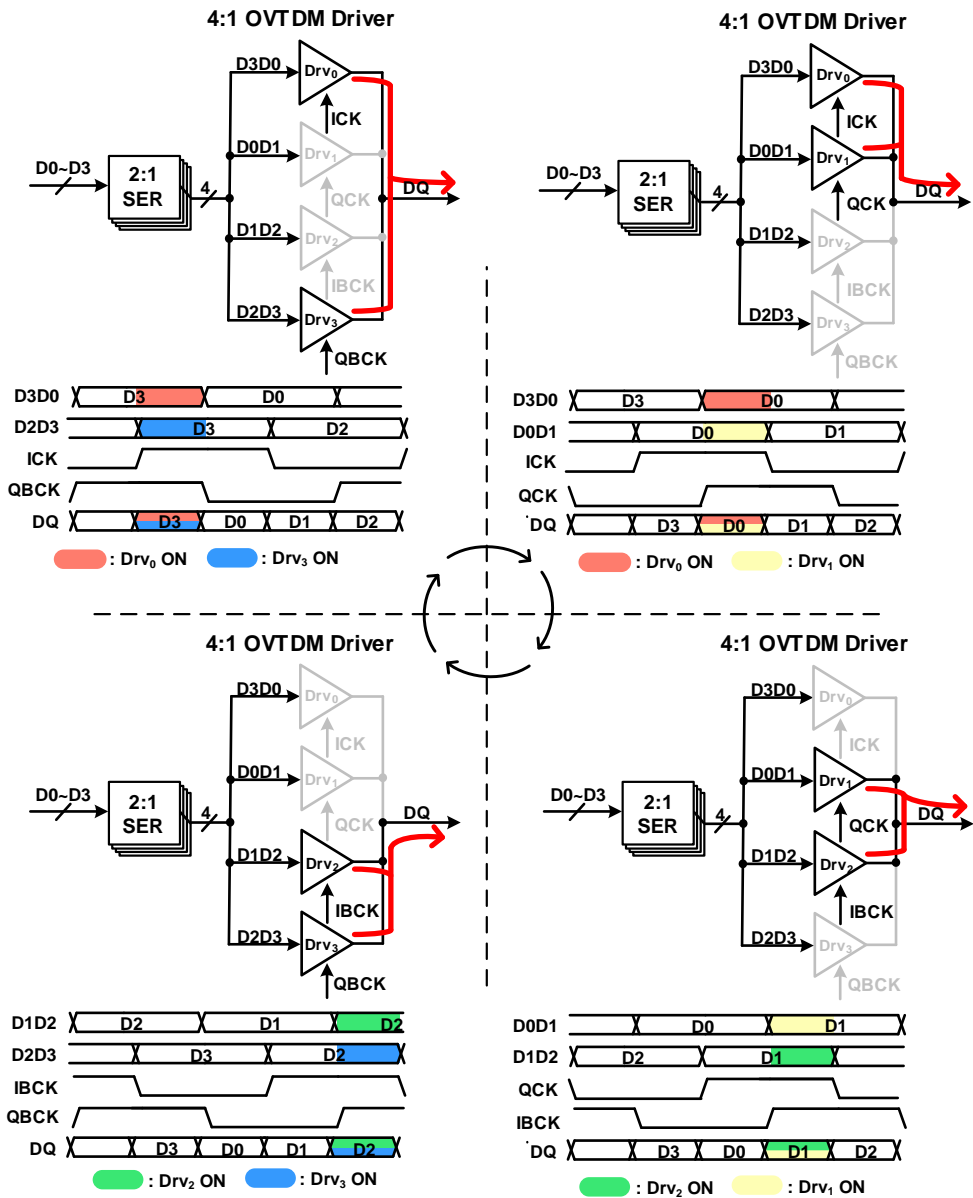 4:1 OVTDM Driver
D3D0
Drv0
ICK
D0~D3
2:1
SER
4
D0D1
Drv1
QCK
DQ
D1D2
Drv2
IBCK
D2D3
Drv3
QBCK
D3D0 D3 D0
D2D3 D3 D2
ICK
QBCK
DQ D3 D0 D1 D2
: Drv0 ON : Drv3 ON
4:1 OVTDM Driver
D3D0
Drv0
ICK
D0~D3
2:1
SER
4
D0D1
Drv1
QCK
DQ
D1D2
Drv2
IBCK
D2D3
Drv3
QBCK
D3D0 D3 D0
D0D1 D0 D1
ICK
QCK
DQ D3 D0 D1 D2
: Drv0 ON : Drv1 ON
4:1 OVTDM Driver
D3D0
Drv0
ICK
D0~D3
2:1
SER
4
D0D1
Drv1
QCK
DQ
D1D2
Drv2
IBCK
D2D3
Drv3
QBCK
D1D2 D2 D1 D2
D2D3 D3 D2
IBCK
QBCK
DQ D3 D0 D1 D2
: Drv2 ON : Drv3 ON
4:1 OVTDM Driver
D3D0
Drv0
ICK
D0~D3
2:1
SER
4
D0D1
Drv1
QCK
DQ
D1D2
Drv2
IBCK
D2D3
Drv3
QBCK
D0D1 D0 D1
D1D2 D2 D1
QCK
IBCK
DQ D3 D0 D1 D2
: Drv2 ON : Drv1 ON